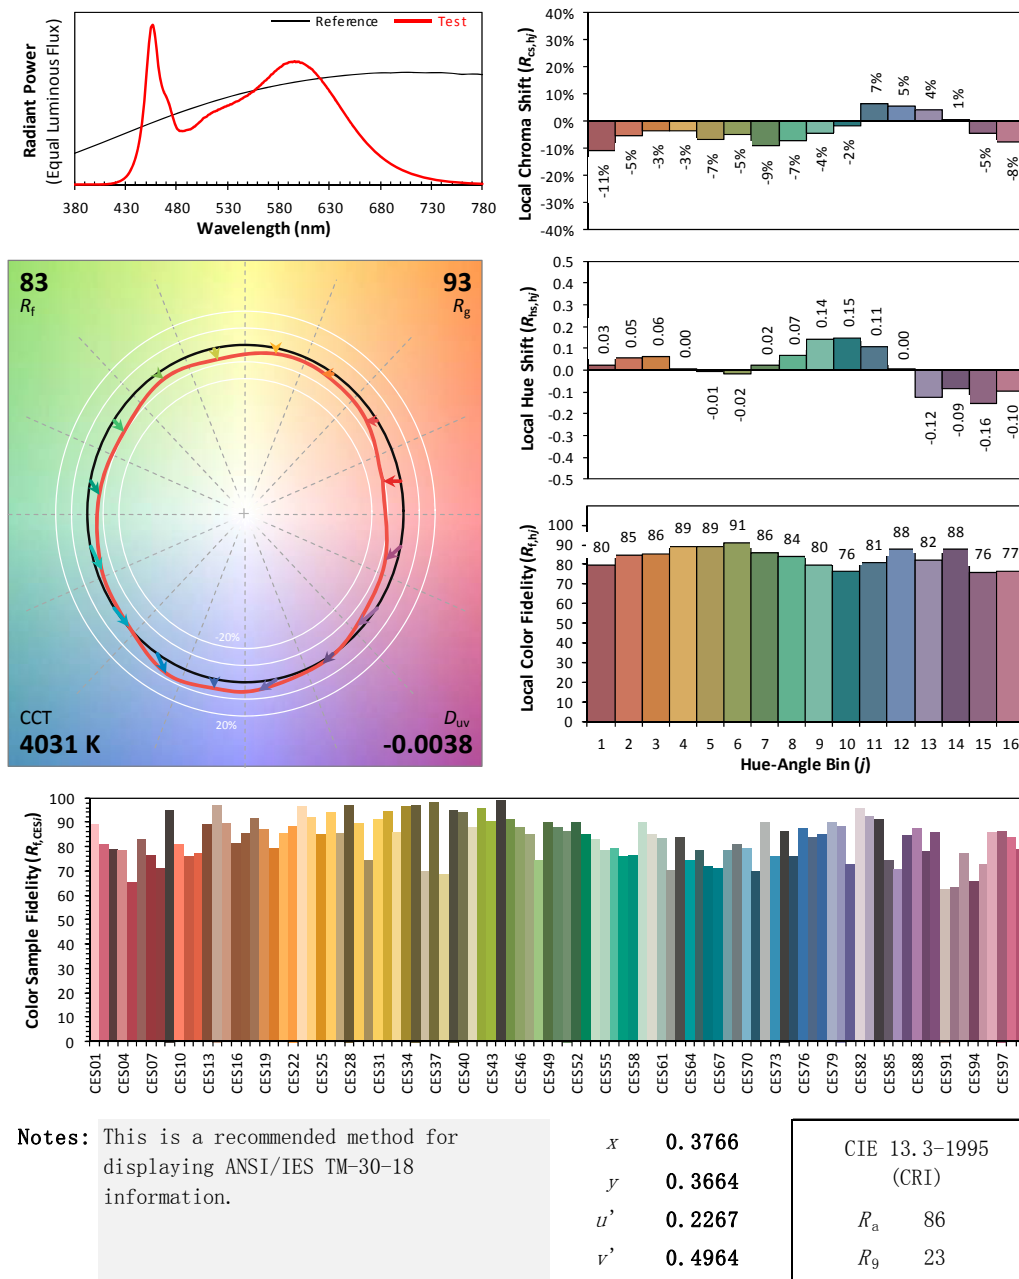 Reference
Test
Radiant Power
(Equal Luminous Flux)
380 430 480 530 580 630 680 730 780
Wavelength (nm)
Local Chroma Shift (Rcs,hj)
40%
30%
20%
10%
0%
-10%
-20%
-30%
-40%
-11% -5% -3% -3% -7% -5% -9% -7% -4% -2% 7% 5% 4% 1% -5% -8%
83
Rf
93
Rg
-20%
20%
CCT
4031 K
Duv
-0.0038
Local Hue Shift (Rhs,hj)
0.5
0.4
0.3
0.2
0.1
0.0
-0.1
-0.2
-0.3
-0.4
-0.5
0.03 0.05 0.06 0.00 -0.01 -0.02 0.02 0.07 0.14 0.15 0.11 0.00 -0.12 -0.09 -0.16 -0.10
Local Color Fidelity (Rf,hj)
100
90
80
70
60
50
40
30
20
10
0
80 85 86 89 89 91 86 84 80 76 81 88 82 88 76 77
1 2 3 4 5 6 7 8 9 10 11 12 13 14 15 16
Hue-Angle Bin (j)
Color Sample Fidelity (Rf,CESi)
100
90
80
70
60
50
40
30
20
10
0
CES01 CES04 CES07 CES10 CES13 CES16 CES19 CES22 CES25 CES28 CES31 CES34 CES37 CES40 CES43 CES46 CES49 CES52 CES55 CES58 CES61 CES64 CES67 CES70 CES73 CES76 CES79 CES82 CES85 CES88 CES91 CES94 CES97
Notes: This is a recommended method for
displaying ANSI/IES TM-30-18
information.
x 0.3766
y 0.3664
u' 0.2267
v' 0.4964
CIE 13.3-1995
(CRI)
Ra 86
R9 23